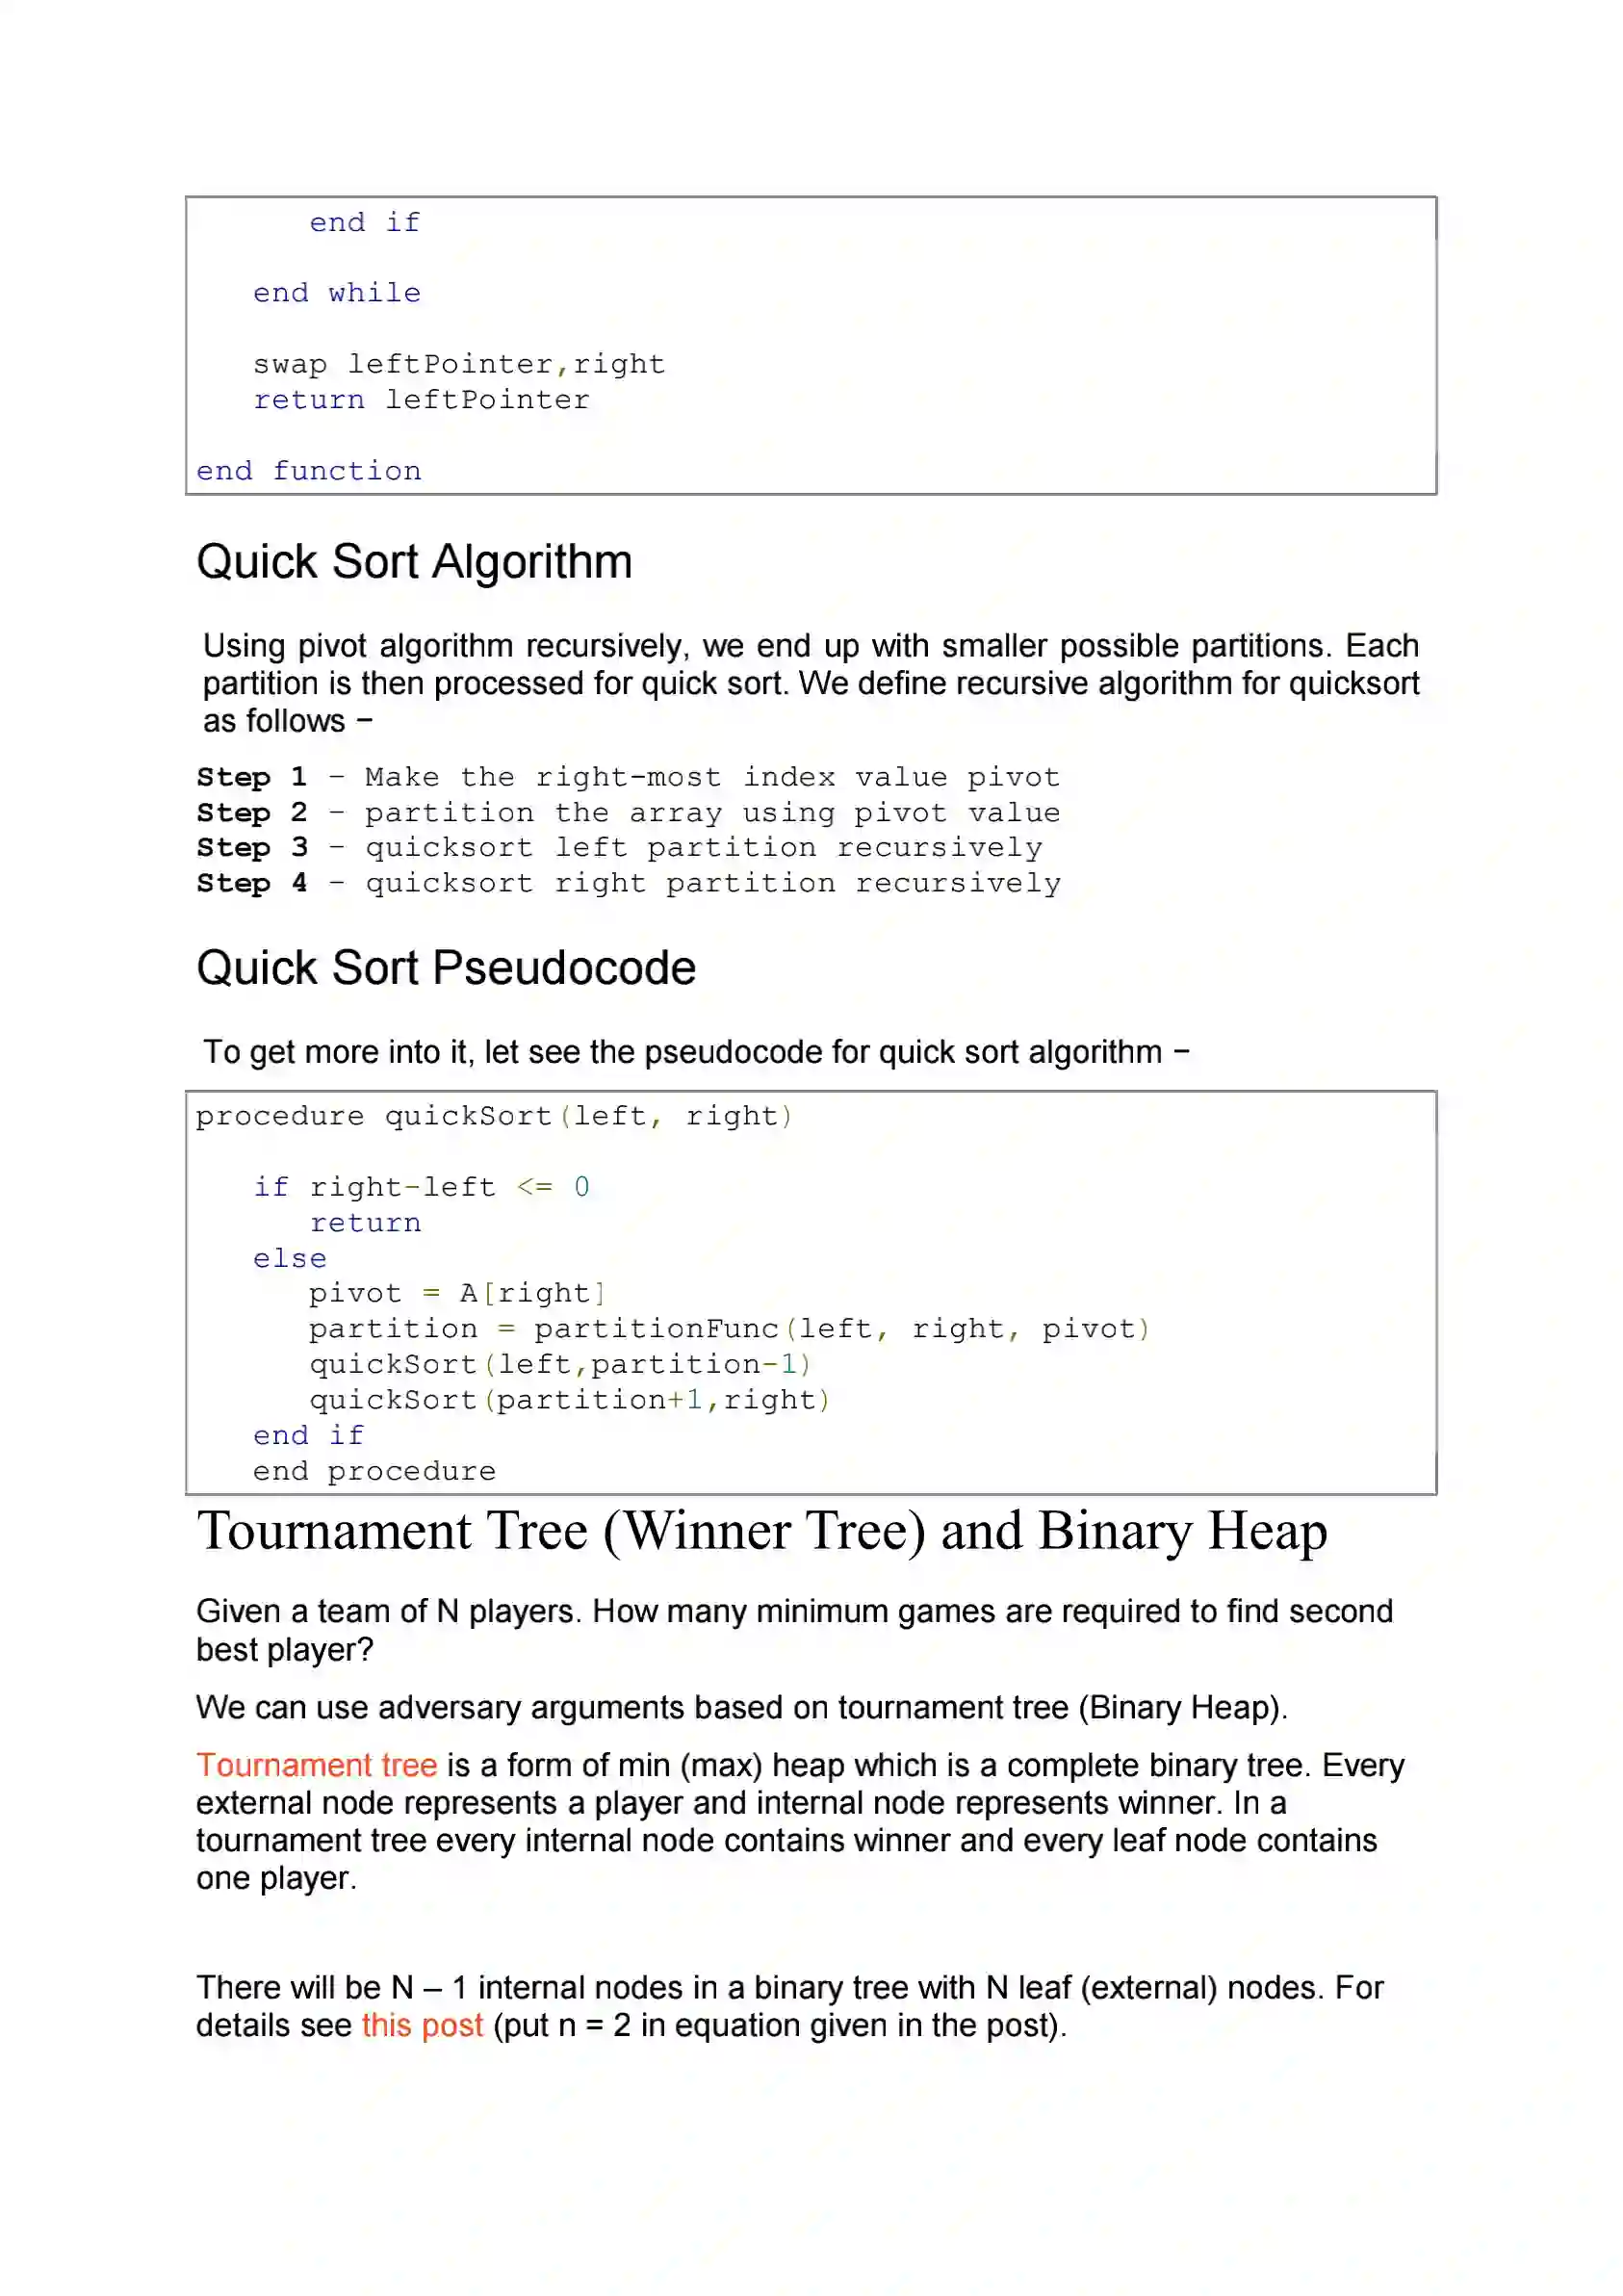 end if
end while
swap leftPointer,right
return leftPointer
end function
Quick Sort Algorithm
Using pivot algorithm recursively, we end up with smaller possible partitions. Each
partition is then processed for quick sort. We define recursive algorithm for quicksort
as follows −
Step 1 − Make the right-most index value pivot
Step 2 − partition the array using pivot value
Step 3 − quicksort left partition recursively
Step 4 − quicksort right partition recursively
Quick Sort Pseudocode
To get more into it, let see the pseudocode for quick sort algorithm −
procedure quickSort(left, right)
if right-left <= 0
return
else
pivot = A[right]
partition = partitionFunc(left, right, pivot)
quickSort(left,partition-1)
quickSort(partition+1,right)
end if
end procedure
Tournament Tree (Winner Tree) and Binary Heap
Given a team of N players. How many minimum games are required to find second
best player?
We can use adversary arguments based on tournament tree (Binary Heap).
Tournament tree is a form of min (max) heap which is a complete binary tree. Every
external node represents a player and internal node represents winner. In a
tournament tree every internal node contains winner and every leaf node contains
one player.
There will be N – 1 internal nodes in a binary tree with N leaf (external) nodes. For
details see this post (put n = 2 in equation given in the post).